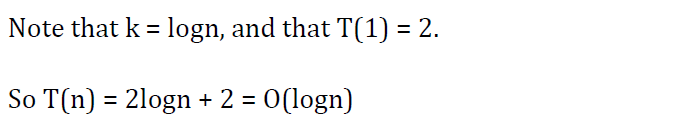 Note that k = logn, and that T(1) = 2.
So T(n) = 2logn + 2 = O(logn)